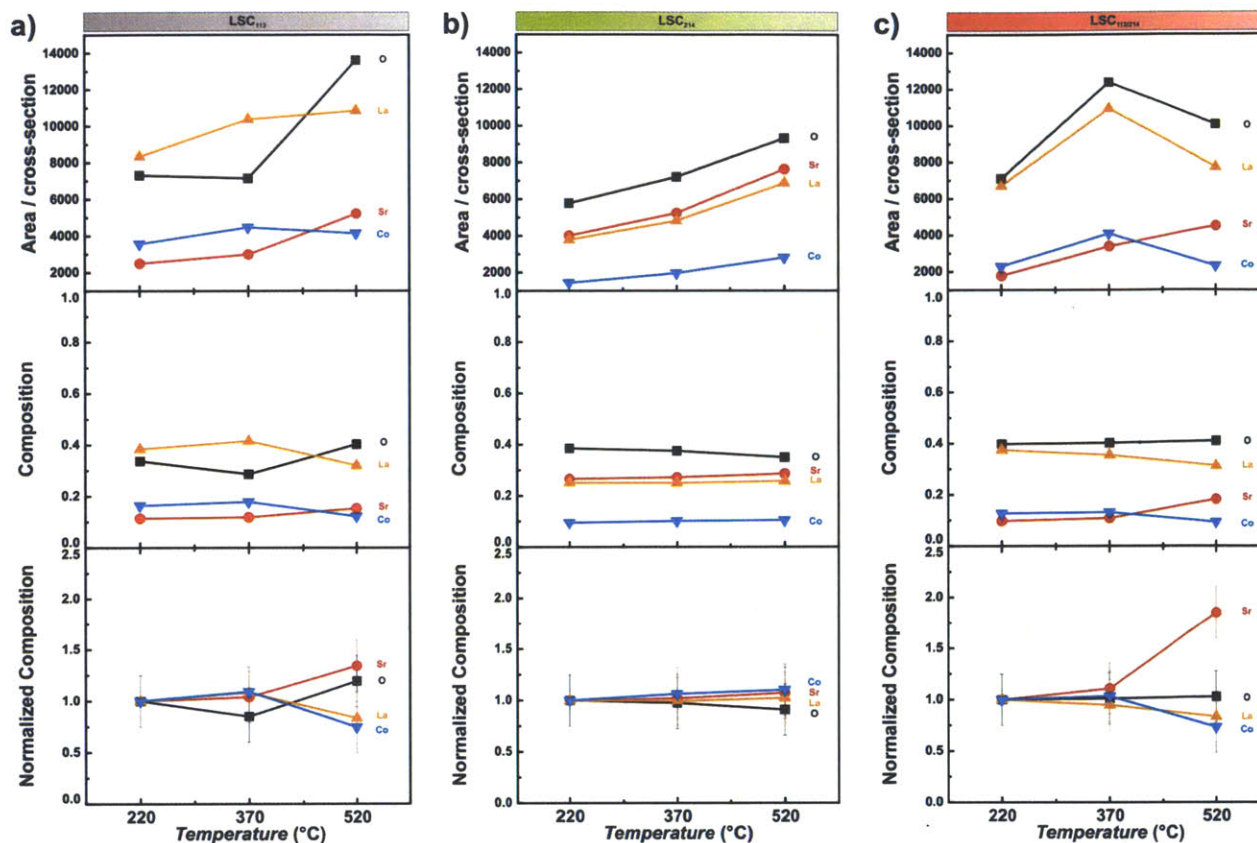 a)
LSC113
Area / cross-section
14000
12000
10000
8000
6000
4000
2000
O
La
Sr
Co
Composition
1.0
0.8
0.6
0.4
0.2
0.0
O
La
Sr
Co
Normalized Composition
2.5
2.0
1.5
1.0
0.5
0.0
Sr
O
La
Co
220 370 520
Temperature (°C)
b)
LSC214
Area / cross-section
14000
12000
10000
8000
6000
4000
2000
O
Sr
La
Co
Composition
1.0
0.8
0.6
0.4
0.2
0.0
O
Sr
La
Co
Normalized Composition
2.5
2.0
1.5
1.0
0.5
0.0
Co
Sr
La
O
220 370 520
Temperature (°C)
c)
LSC113/214
Area / cross-section
14000
12000
10000
8000
6000
4000
2000
O
La
Sr
Co
Composition
1.0
0.8
0.6
0.4
0.2
0.0
O
La
Sr
Co
Normalized Composition
2.5
2.0
1.5
1.0
0.5
0.0
Sr
O
La
Co
220 370 520
Temperature (°C)